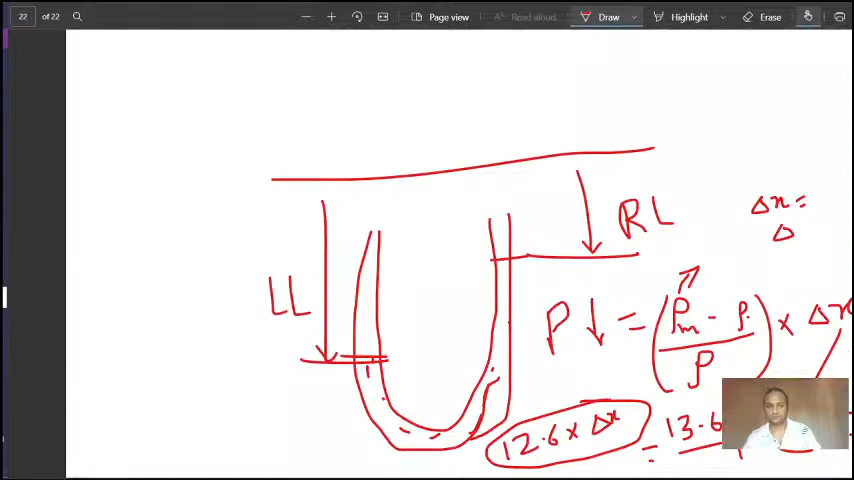 22 of 22 Page view Read aloud Draw Highlight Erase
RL
Δx =
Δ
LL
P ↓ = (ρm - ρ / ρ) × Δx
12.6 x Δx = 13.6